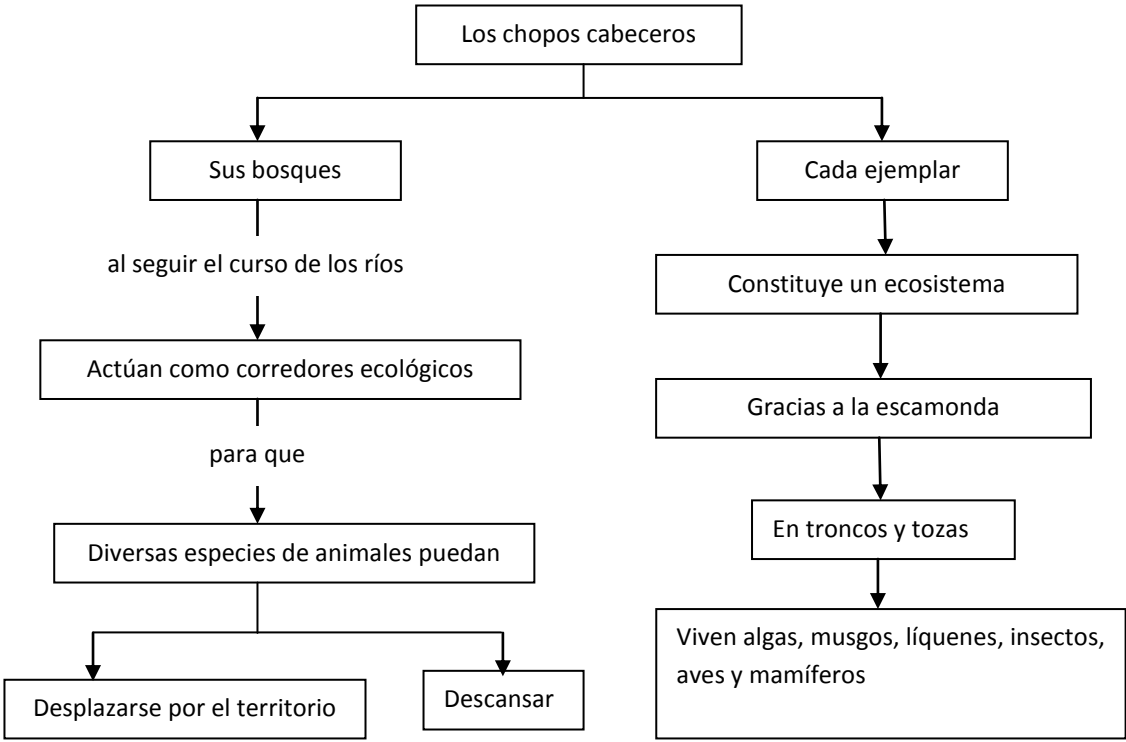 Los chopos cabeceros
Sus bosques
al seguir el curso de los ríos
Actúan como corredores ecológicos
para que
Diversas especies de animales puedan
Desplazarse por el territorio
Descansar
Cada ejemplar
Constituye un ecosistema
Gracias a la escamonda
En troncos y tozas
Viven algas, musgos, líquenes, insectos,
aves y mamíferos